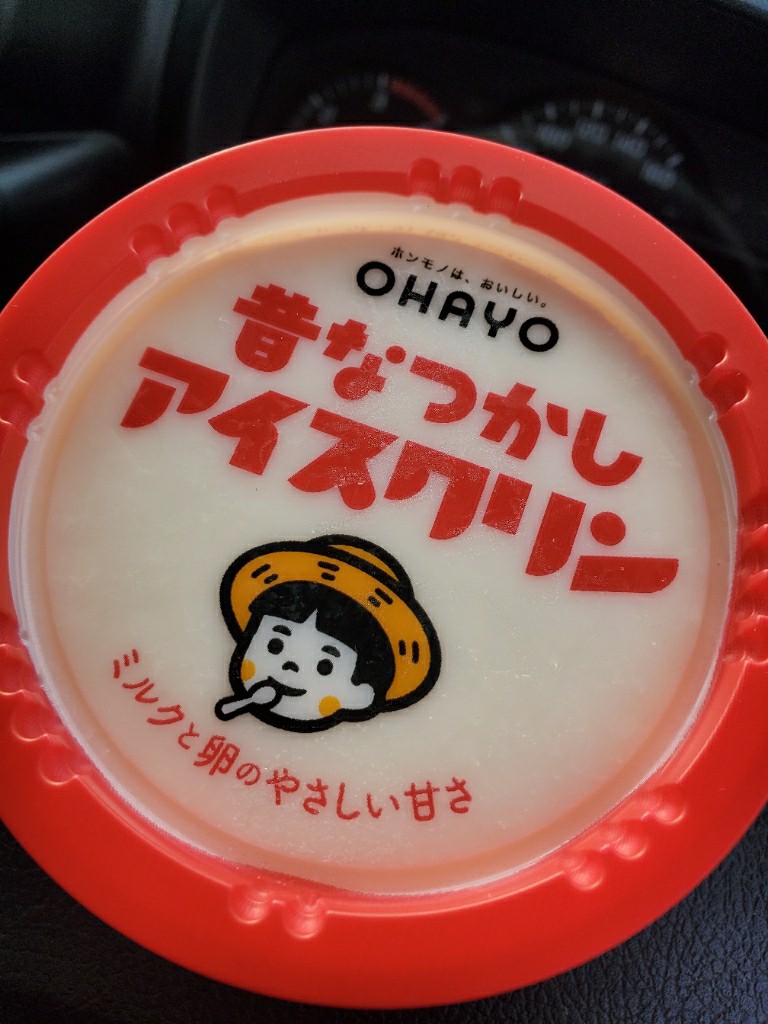 ホンモノは、おいしい。
OHAYO
昔なつかし
アイスクリン
ミルクと卵のやさしい甘さ